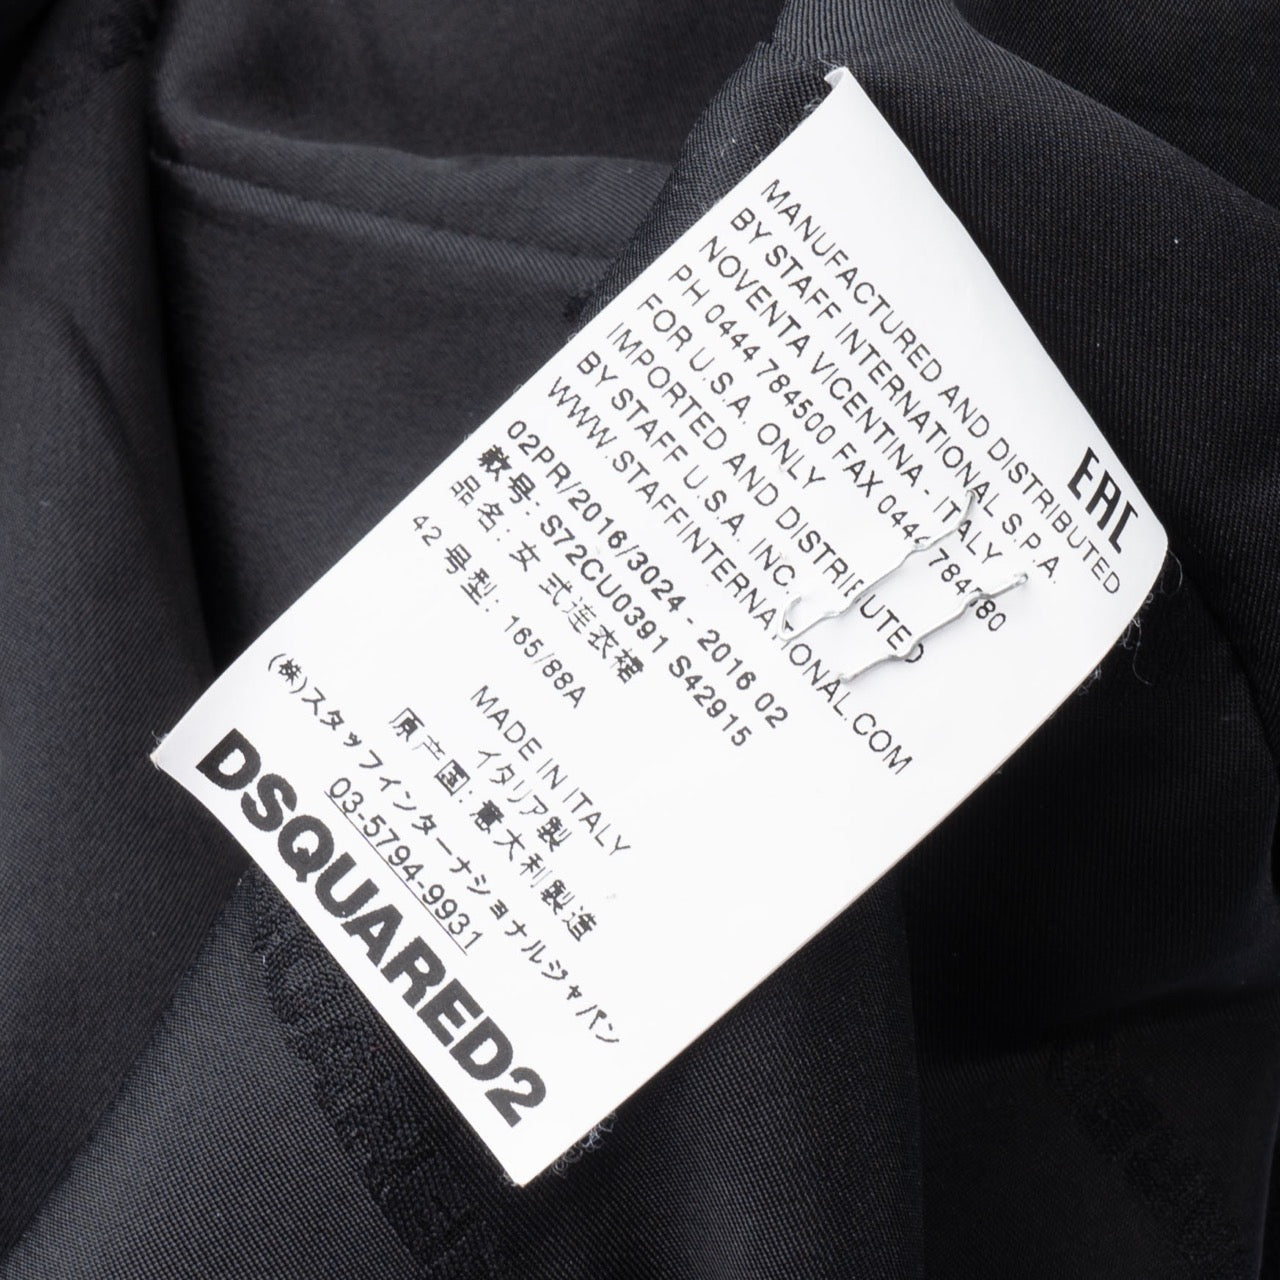 EAC
MANUFACTURED AND DISTRIBUTED
BY STAFF INTERNATIONAL S.P.A.
NOVENTA VICENTINA - ITALY
PH 0444 784500 FAX 0444
FOR U.S.A. ONLY
IMPORTED AND DISTRIBUTED
BY STAFF U.S.A. INC.
WWW.STAFFINTERNATIONAL.COM
02PR/2016/3024 - 2016 02
款号: S72CU0391 S42915
品名: 女 式连衣裙
42 号型: 165/88A
MADE IN ITALY
イタリア製
原产国: 意大利製造
(株)スタッフインターナショナルジャパン
03-5794-9931
DSQUARED2